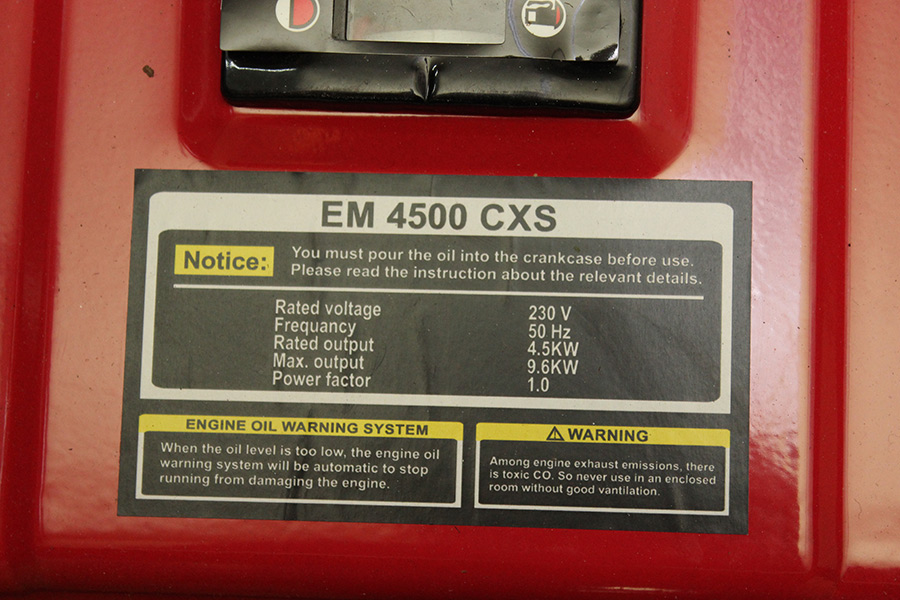 EM 4500 CXS
Notice:
You must pour the oil into the crankcase before use.
Please read the instruction about the relevant details.
Rated voltage 230 V
Frequancy 50 Hz
Rated output 4.5KW
Max. output 9.6KW
Power factor 1.0
ENGINE OIL WARNING SYSTEM
When the oil level is too low, the engine oil
warning system will be automatic to stop
running from damaging the engine.
WARNING
Among engine exhaust emissions, there
is toxic CO. So never use in an enclosed
room without good vantilation.